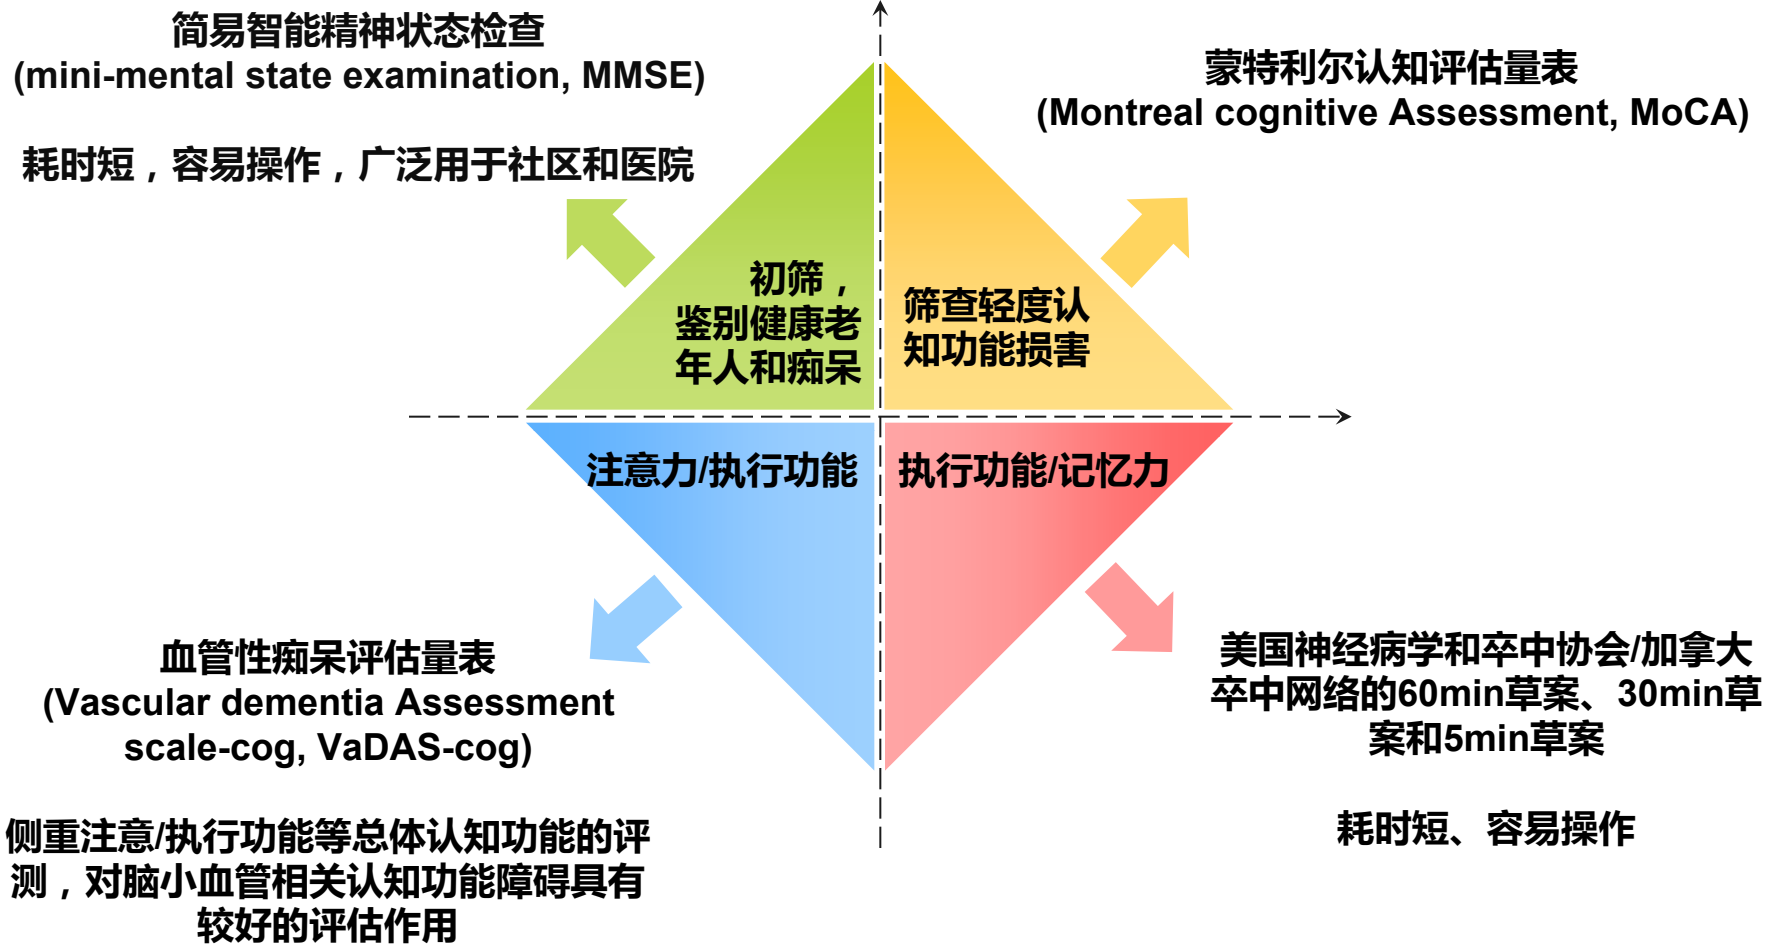 简易智能精神状态检查
(mini-mental state examination, MMSE)
耗时短，容易操作，广泛用于社区和医院
蒙特利尔认知评估量表
(Montreal cognitive Assessment, MoCA)
初筛，
鉴别健康老
年人和痴呆
筛查轻度认
知功能损害
注意力/执行功能
执行功能/记忆力
血管性痴呆评估量表
(Vascular dementia Assessment
scale-cog, VaDAS-cog)
侧重注意/执行功能等总体认知功能的评
测，对脑小血管相关认知功能障碍具有
较好的评估作用
美国神经病学和卒中协会/加拿大
卒中网络的60min草案、30min草
案和5min草案
耗时短、容易操作